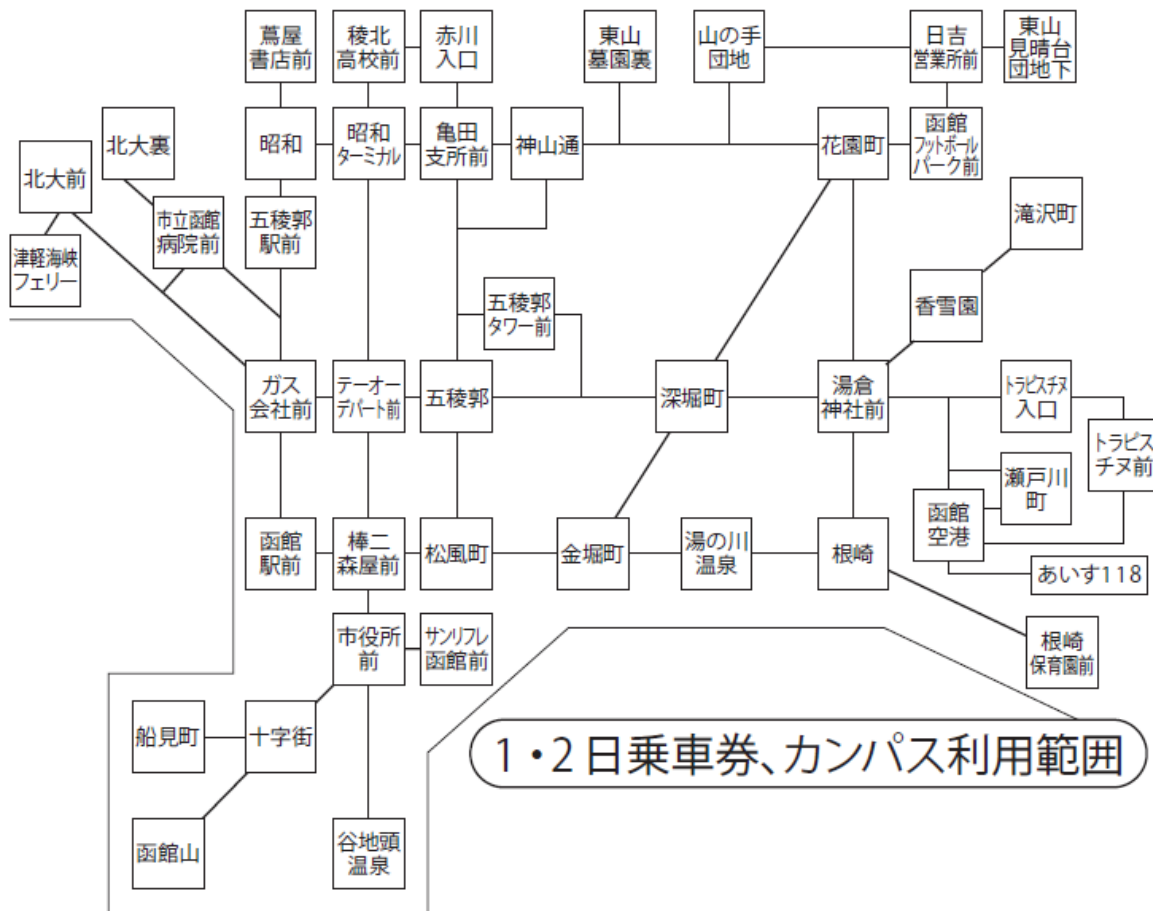 蔦屋
書店前
稜北
高校前
赤川
入口
東山
墓園裏
山の手
団地
日吉
営業所前
東山
見晴台
団地下
北大裏
北大前
昭和
昭和
ターミナル
亀田
支所前
神山通
花園町
函館
フットボール
パーク前
津軽海峡
フェリー
市立函館
病院前
五稜郭
駅前
滝沢町
香雪園
五稜郭
タワー前
ガス
会社前
テーオー
デパート前
五稜郭
深堀町
湯倉
神社前
トラピスチヌ
入口
トラピス
チヌ前
瀬戸川
町
函館
空港
あいす118
函館
駅前
棒二
森屋前
松風町
金堀町
湯の川
温泉
根崎
根崎
保育園前
市役所
前
サンリフレ
函館前
船見町
十字街
函館山
谷地頭
温泉
1・2日乗車券、カンパス利用範囲